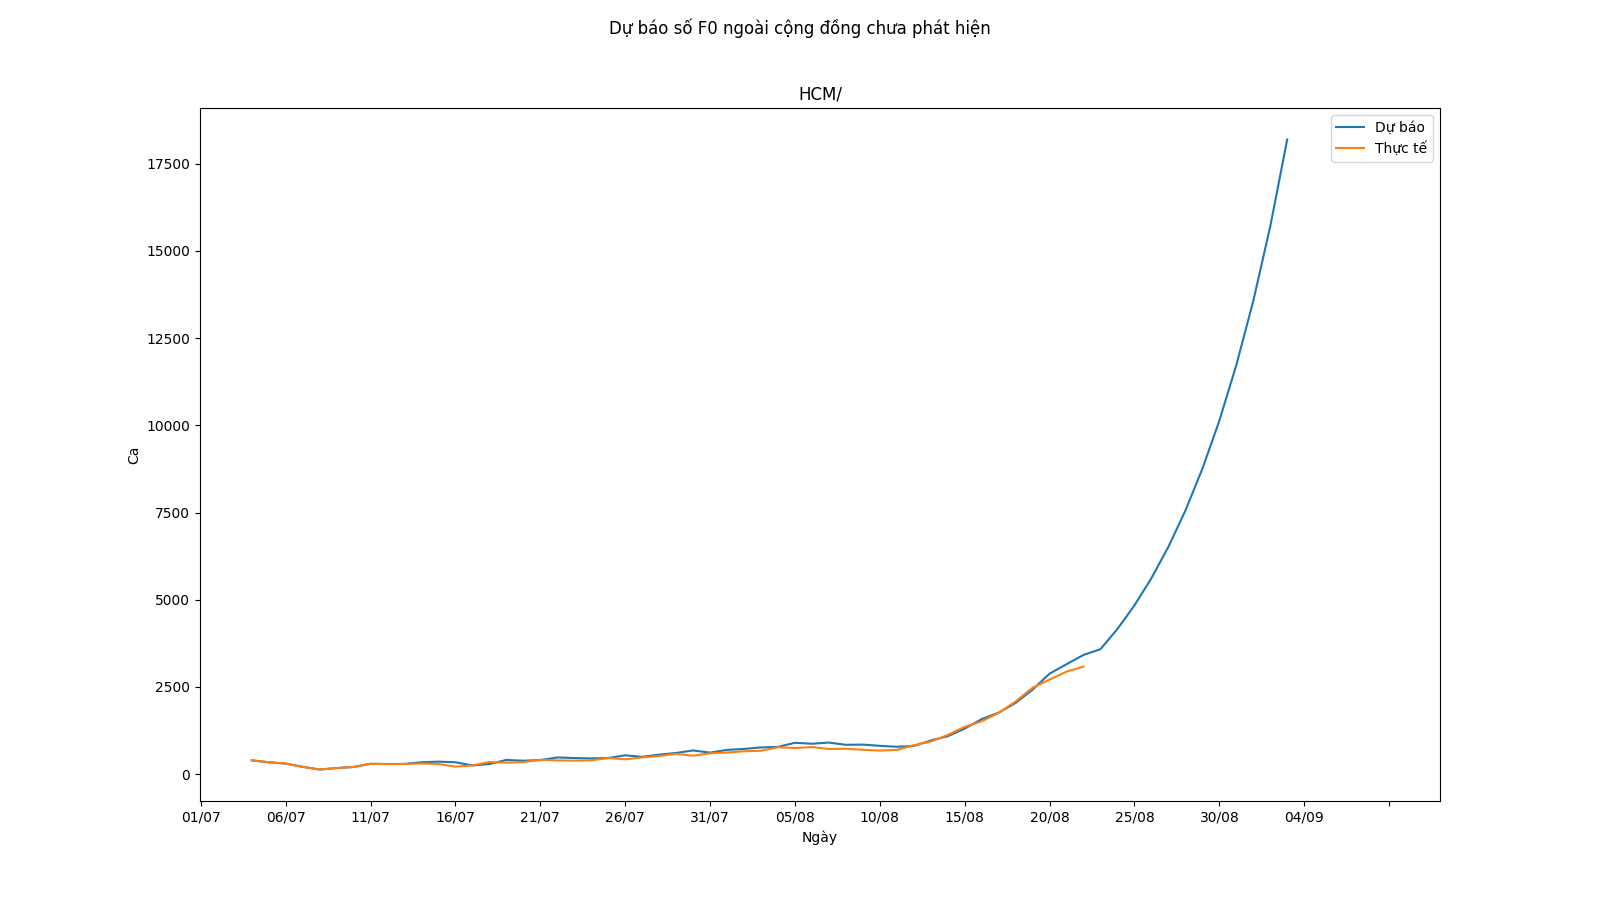 Dự báo số F0 ngoài cộng đồng chưa phát hiện
HCM/
Dự báo
Thực tế
17500
15000
12500
10000
7500
5000
2500
0
Ca
01/07 06/07 11/07 16/07 21/07 26/07 31/07 05/08 10/08 15/08 20/08 25/08 30/08 04/09
Ngày